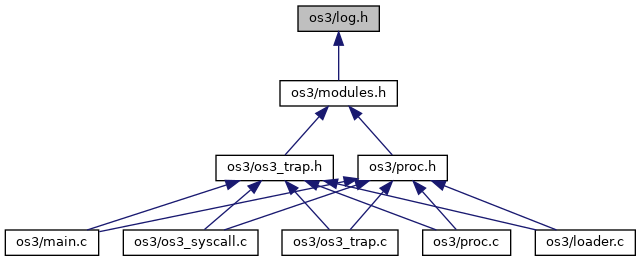 os3/log.h
os3/modules.h
os3/os3_trap.h
os3/proc.h
os3/main.c
os3/os3_syscall.c
os3/os3_trap.c
os3/proc.c
os3/loader.c